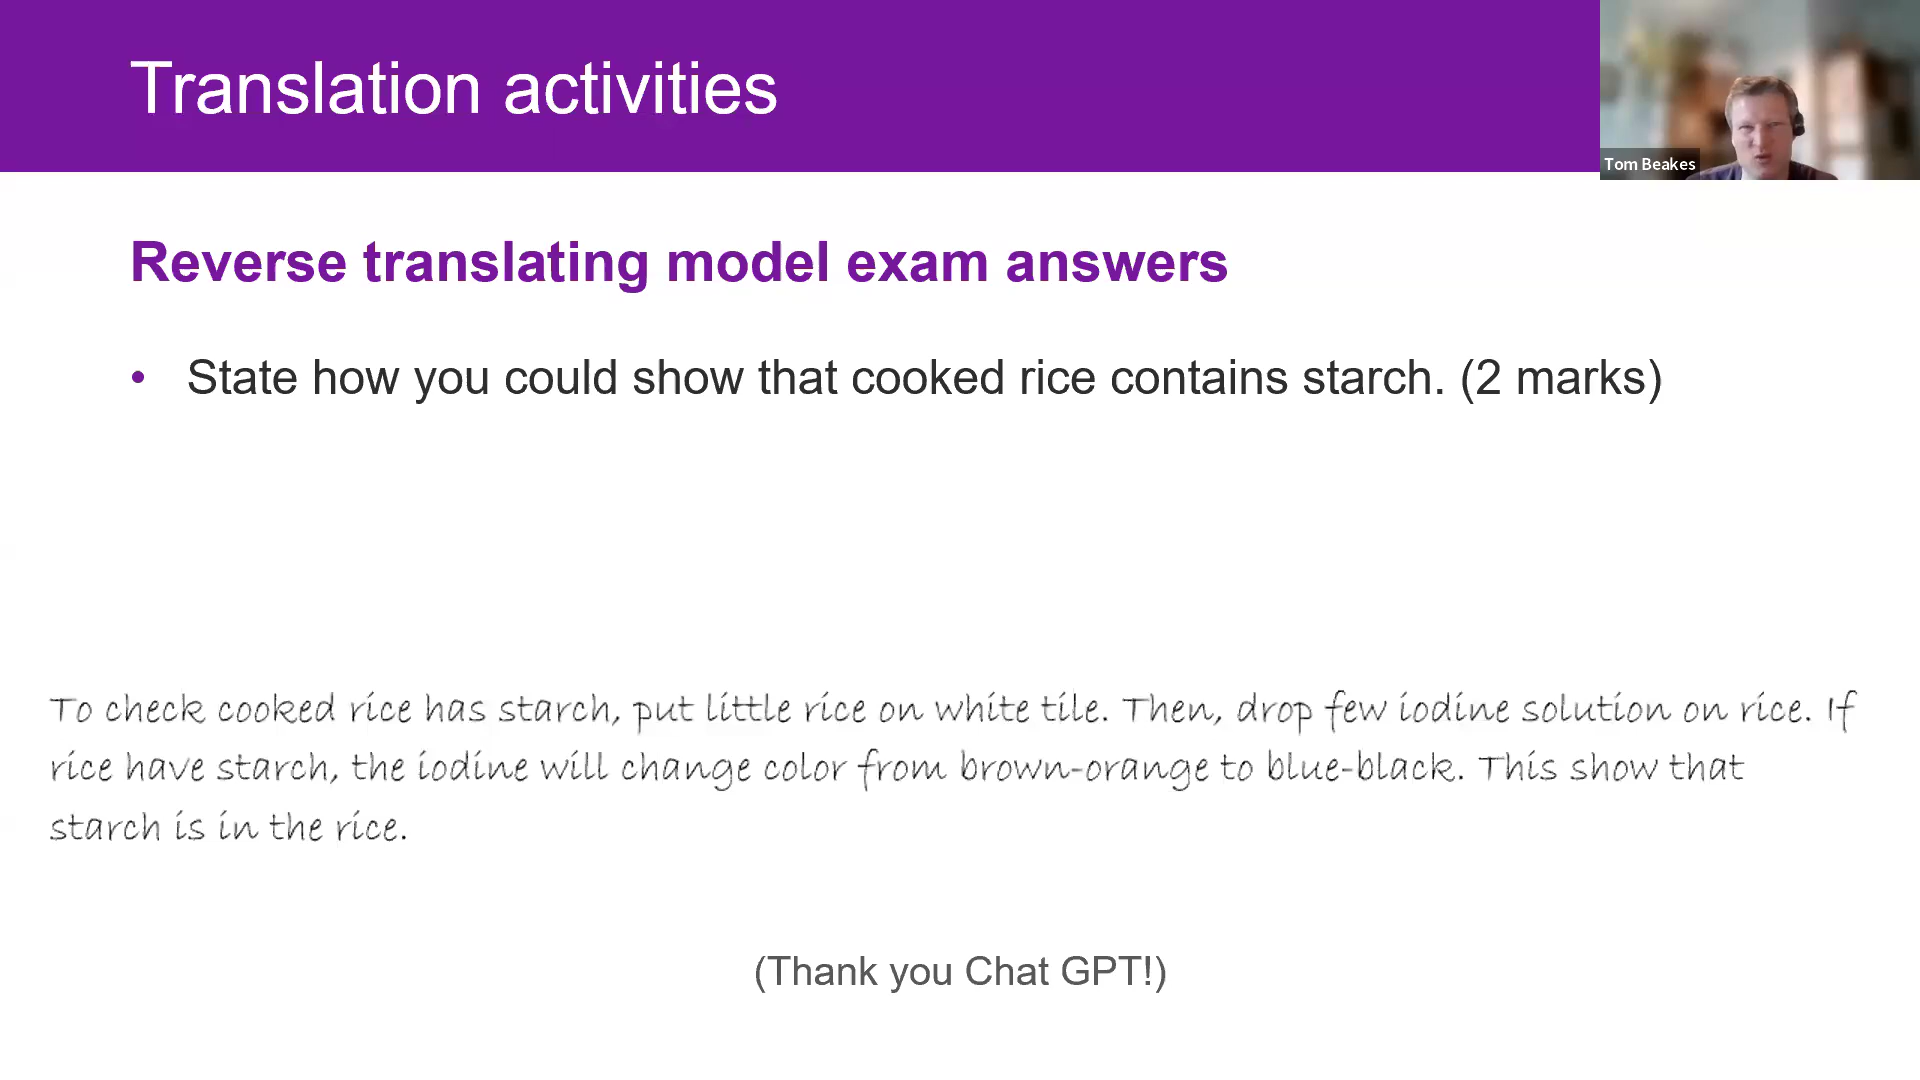 Translation activities
Tom Beakes
Reverse translating model exam answers
• State how you could show that cooked rice contains starch. (2 marks)
To check cooked rice has starch, put little rice on white tile. Then, drop few iodine solution on rice. If
rice have starch, the iodine will change color from brown-orange to blue-black. This show that
starch is in the rice.
(Thank you Chat GPT!)